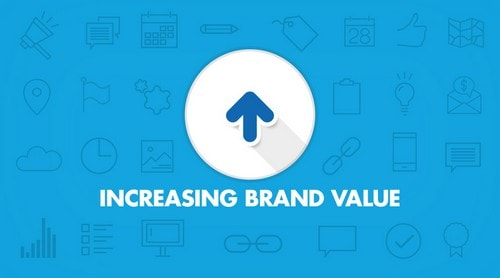 28
INCREASING BRAND VALUE